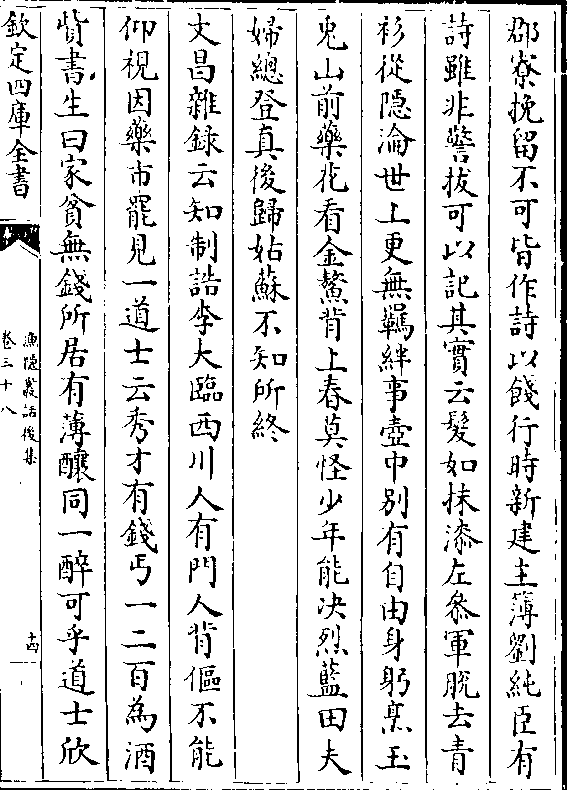 郡寮挽留不可皆作詩以餞行時新建主簿劉純臣有
詩雖非警拔可以記其實云髮如抹漆左參軍脱去青
衫從隠淪世上更無羈絆事壺中别有自由身躬烹玉
兎山前藥花看金鰲背上春莫怪少年能决烈藍田夫
婦總登真後歸姑蘇不知所終
文昌雜録云知制誥李大臨西川人有門人背傴不能
仰視因藥市罷見一道士云秀才有錢丐一二百為酒
貲書生曰家貧無錢所居有薄釀同一醉可乎道士欣
欽定四庫全書
漁隠叢話後集
卷三十八
十四